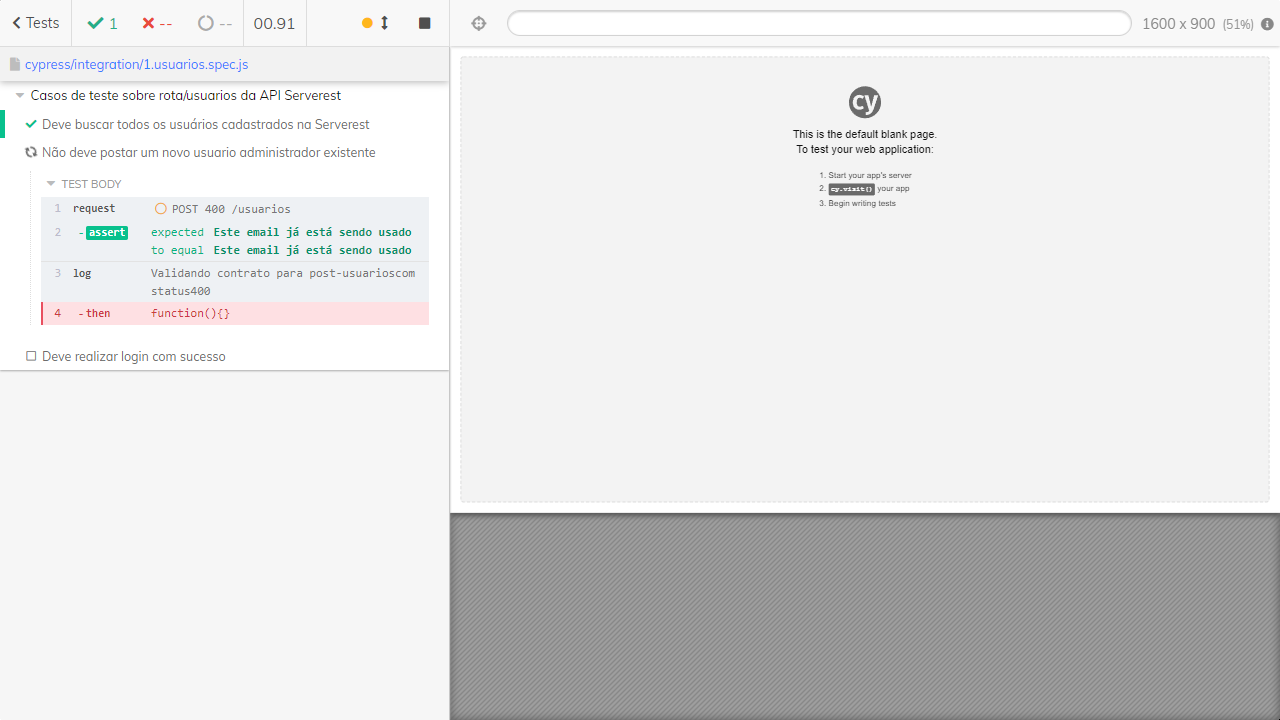 Tests
1
--
--
00.91
1600 x 900 (51%)
cypress/integration/1.usuarios.spec.js
Casos de teste sobre rota/usuarios da API Serverest
Deve buscar todos os usuários cadastrados na Serverest
Não deve postar um novo usuario administrador existente
TEST BODY
1 request POST 400 /usuarios
2 -assert expected Este email já está sendo usado
to equal Este email já está sendo usado
3 log Validando contrato para post-usuarioscom
status400
4 -then function(){}
Deve realizar login com sucesso
cy
This is the default blank page.
To test your web application:
1. Start your app's server
2. cy.visit() your app
3. Begin writing tests